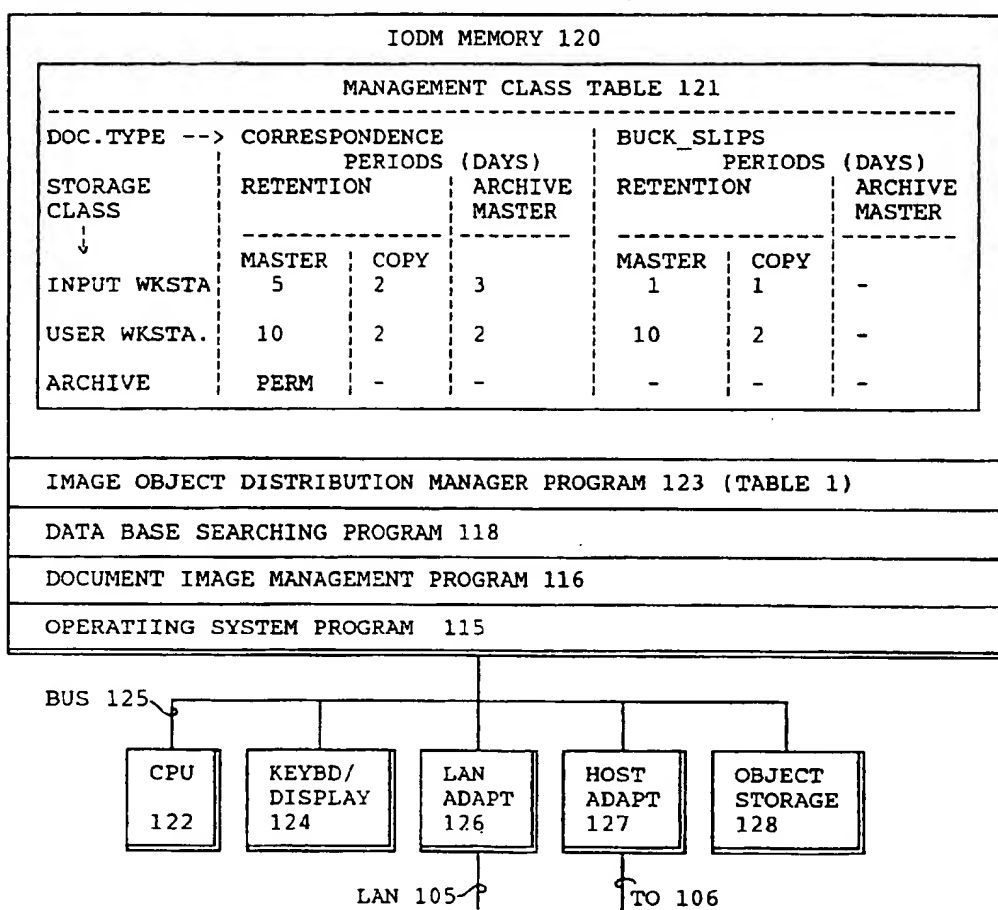 IODM MEMORY 120
MANAGEMENT CLASS TABLE 121
DOC.TYPE --> CORRESPONDENCE BUCK_SLIPS
PERIODS (DAYS) PERIODS (DAYS)
STORAGE RETENTION ARCHIVE RETENTION ARCHIVE
CLASS MASTER MASTER
↓
MASTER COPY MASTER COPY
INPUT WKSTA 5 2 3 1 1 -
USER WKSTA. 10 2 2 10 2 -
ARCHIVE PERM - - - - -
IMAGE OBJECT DISTRIBUTION MANAGER PROGRAM 123 (TABLE 1)
DATA BASE SEARCHING PROGRAM 118
DOCUMENT IMAGE MANAGEMENT PROGRAM 116
OPERATIING SYSTEM PROGRAM 115
BUS 125
CPU KEYBD/ LAN HOST OBJECT
DISPLAY ADAPT ADAPT STORAGE
122 124 126 127 128
LAN 105 TO 106